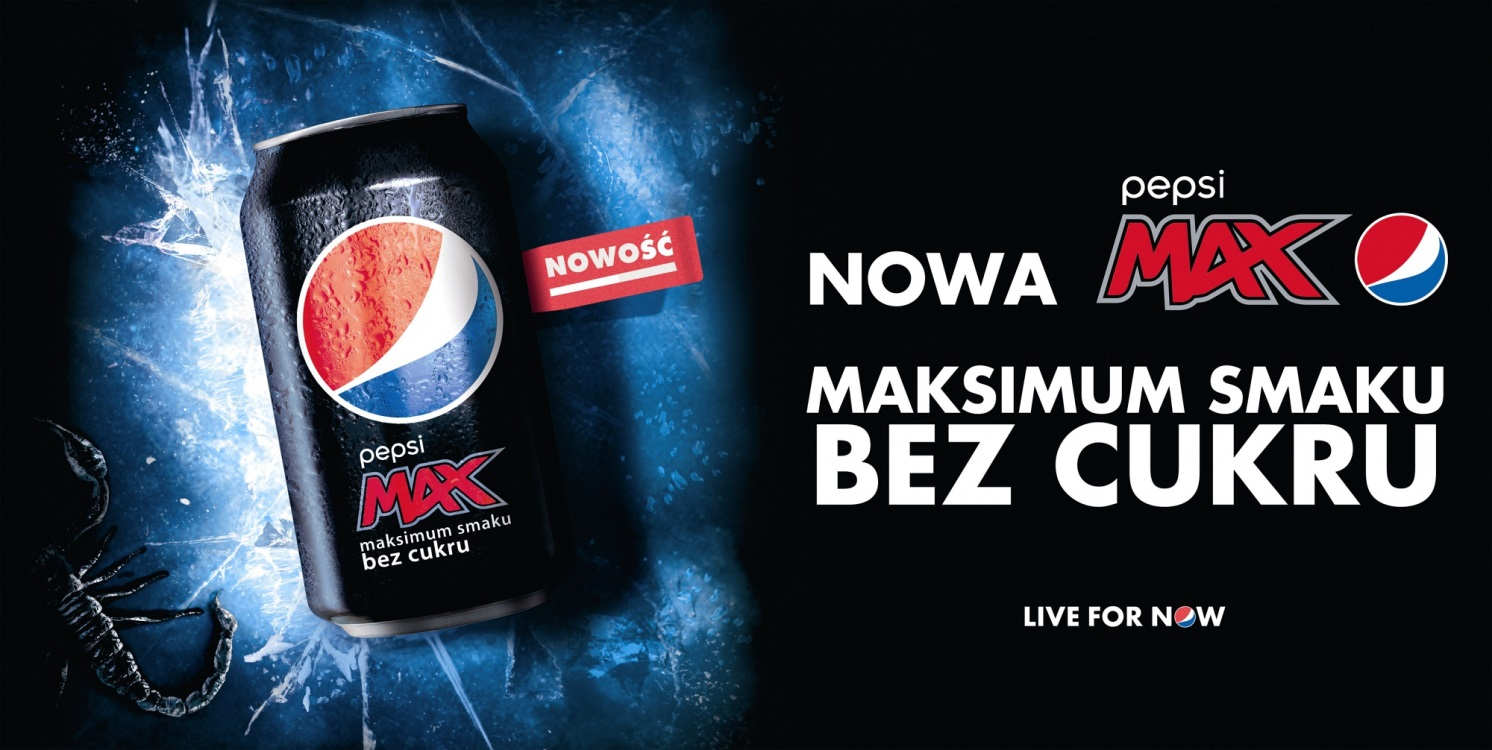 pepsi
MAX
maksimum smaku
bez cukru
NOWOŚĆ
NOWA pepsi MAX
MAKSIMUM SMAKU
BEZ CUKRU
LIVE FOR NOW